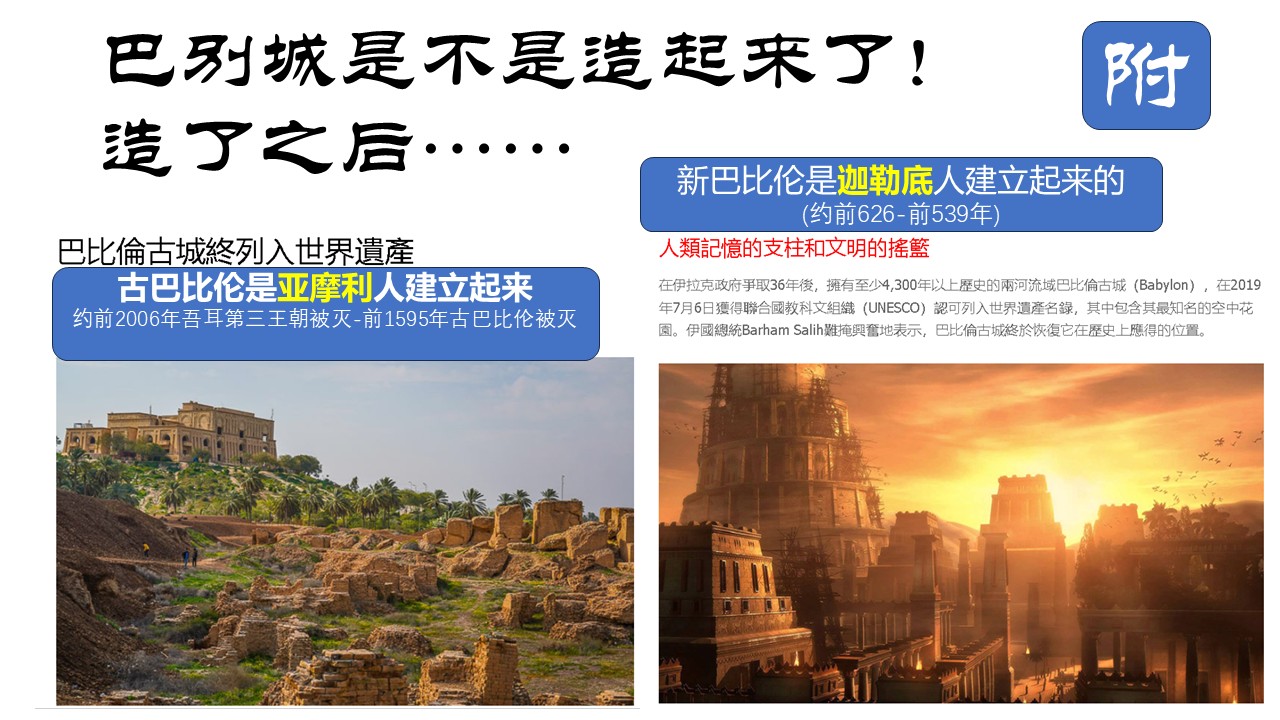 巴别城是不是造起来了！
造了之后……
附
新巴比伦是迦勒底人建立起来的
(约前626-前539年)
巴比倫古城終列入世界遺產
古巴比伦是亚摩利人建立起来
约前2006年吾耳第三王朝被灭-前1595年古巴比伦被灭
人類記憶的支柱和文明的搖籃
在伊拉克政府爭取36年後，擁有至少4,300年以上歷史的兩河流域巴比倫古城（Babylon），在2019
年7月6日獲得聯合國教科文組織（UNESCO）認可列入世界遺產名錄，其中包含其最知名的空中花
園。伊國總統Barham Salih難掩興奮地表示，巴比倫古城終於恢復它在歷史上應得的位置。